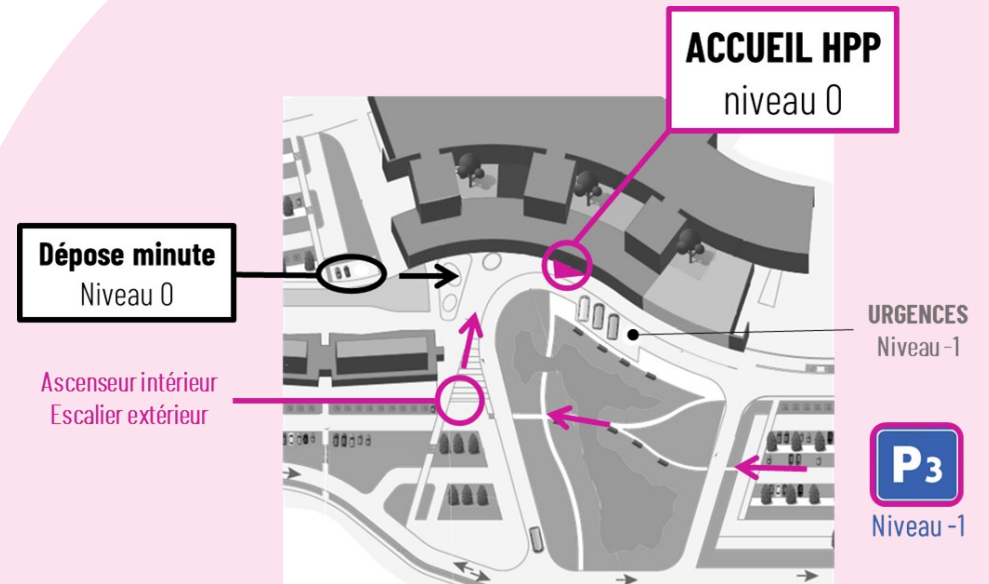 ACCUEIL HPP
niveau 0
Dépose minute
Niveau 0
URGENCES
Niveau -1
Ascenseur intérieur
Escalier extérieur
P3
Niveau -1